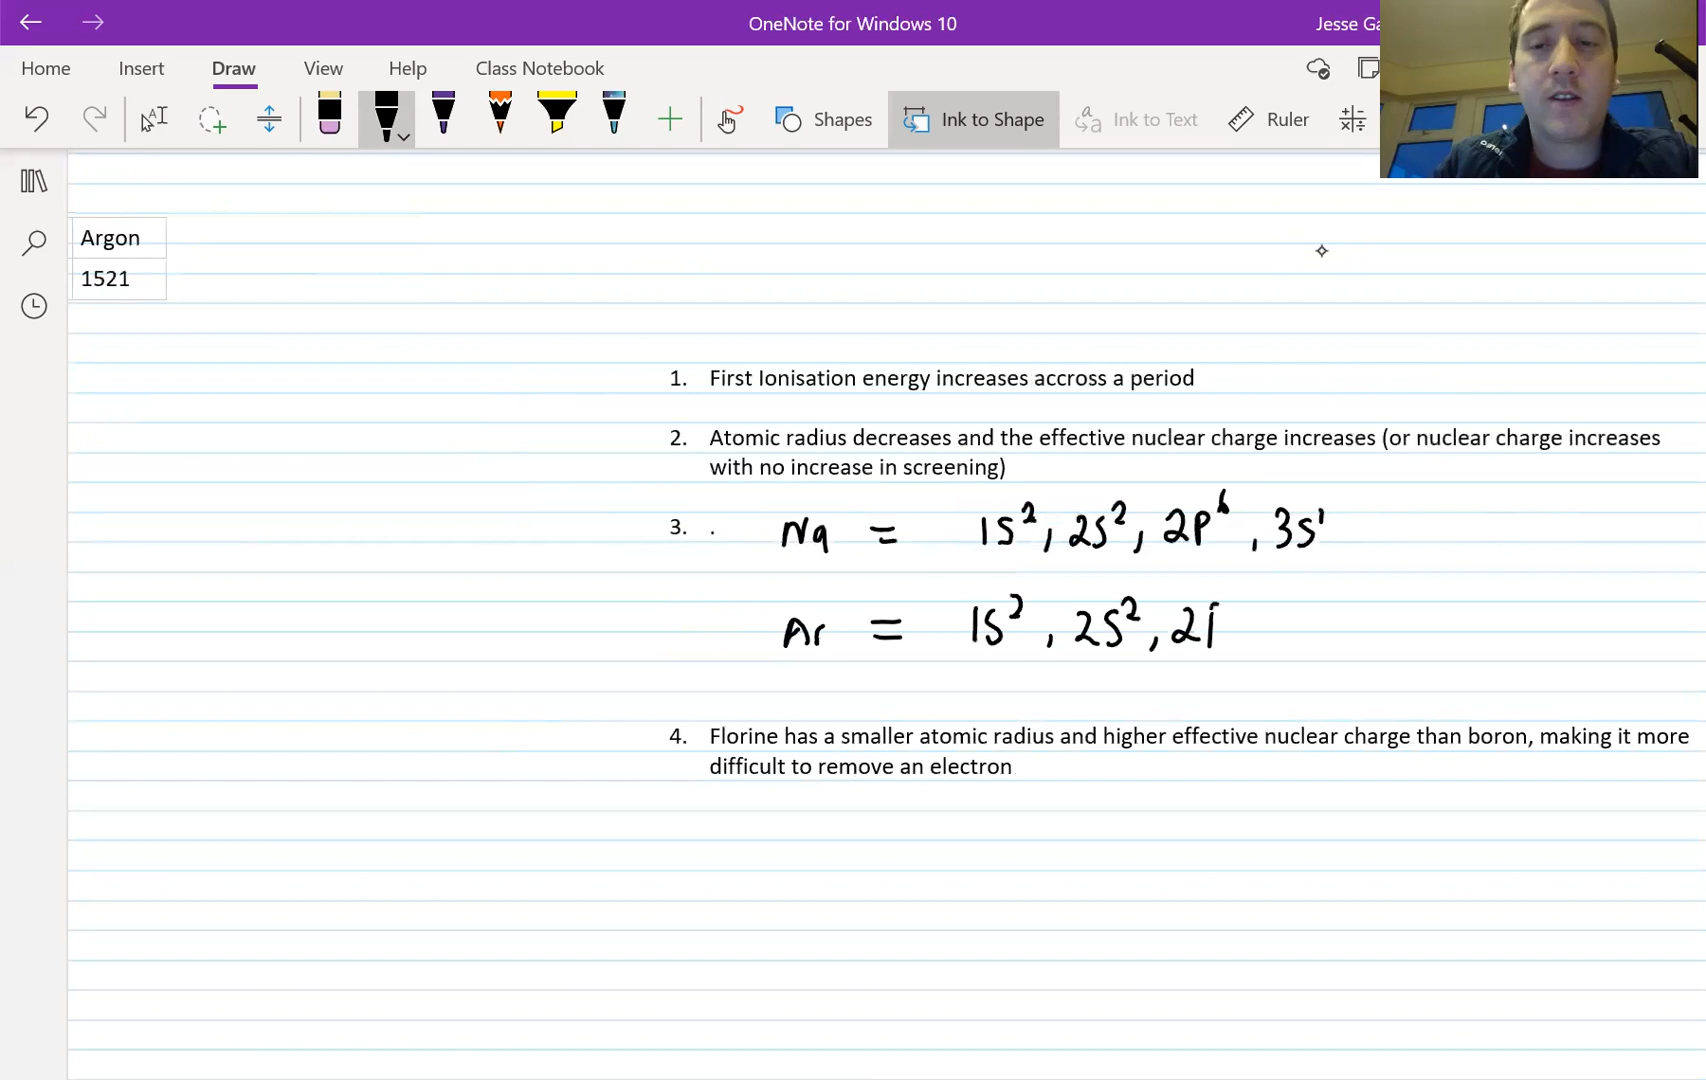 OneNote for Windows 10
Jesse Ga
Home Insert Draw View Help Class Notebook
Shapes Ink to Shape Ink to Text Ruler
Argon
1521
1. First Ionisation energy increases accross a period
2. Atomic radius decreases and the effective nuclear charge increases (or nuclear charge increases
with no increase in screening)
3. . Na = 1s², 2s², 2p⁶, 3s¹
Ar = 1s², 2s², 2
4. Florine has a smaller atomic radius and higher effective nuclear charge than boron, making it more
difficult to remove an electron